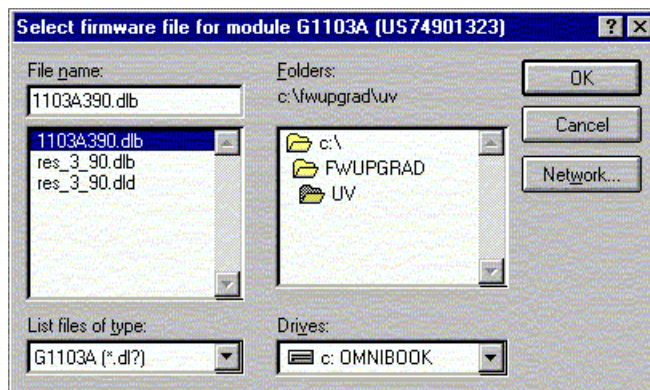 Select firmware file for module G1103A (US74901323)
File name:
1103A390.dlb
1103A390.dlb
res_3_90.dlb
res_3_90.dld
List files of type:
G1103A (*.dl?)
Folders:
c:\fwupgrad\uv
c:\
FWUPGRAD
UV
Drives:
c: OMNIBOOK
OK
Cancel
Network...